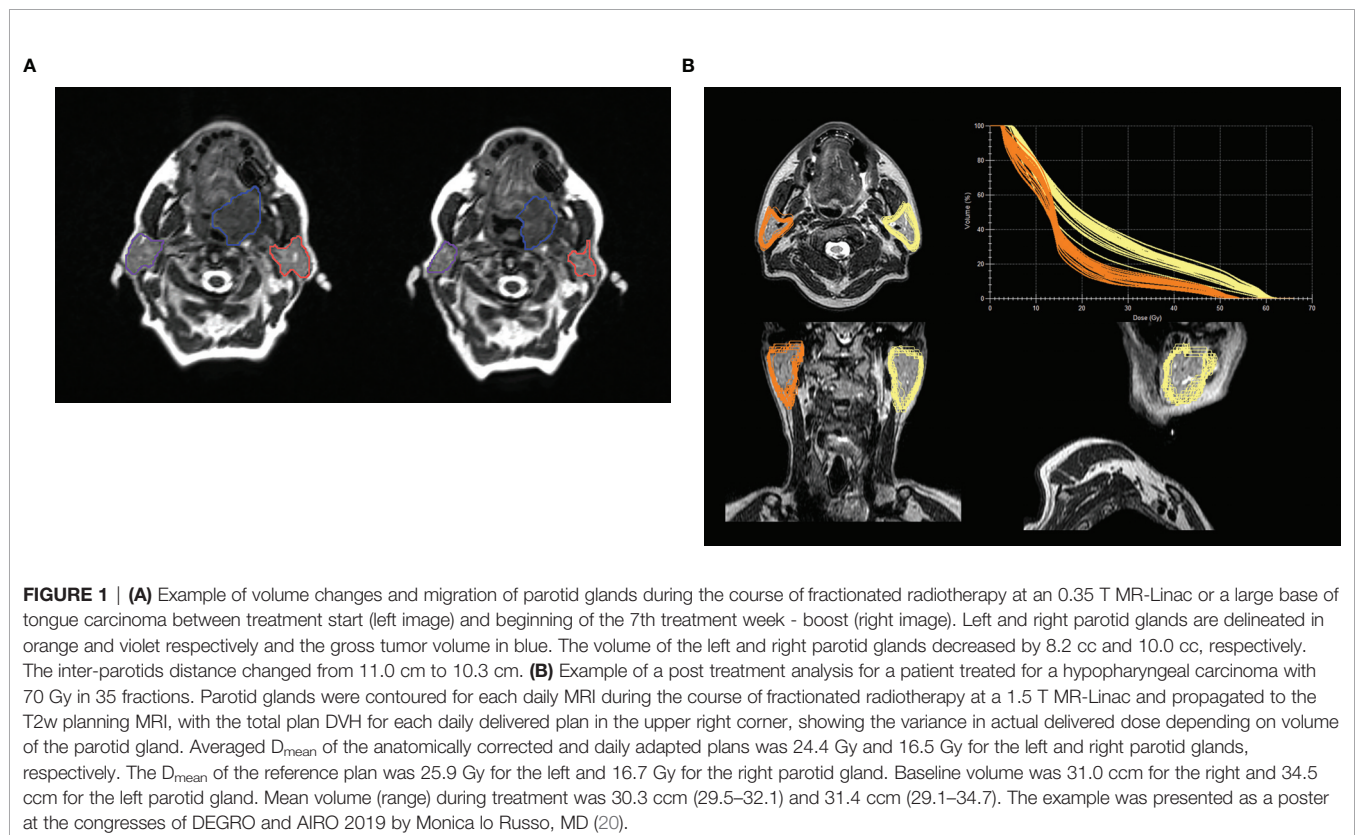 A
B
100
80
60
40
20
0
Volume (%)
0 10 20 30 40 50 60 70
Dose (Gy)
FIGURE 1 | (A) Example of volume changes and migration of parotid glands during the course of fractionated radiotherapy at an 0.35 T MR-Linac or a large base of
tongue carcinoma between treatment start (left image) and beginning of the 7th treatment week - boost (right image). Left and right parotid glands are delineated in
orange and violet respectively and the gross tumor volume in blue. The volume of the left and right parotid glands decreased by 8.2 cc and 10.0 cc, respectively.
The inter-parotids distance changed from 11.0 cm to 10.3 cm. (B) Example of a post treatment analysis for a patient treated for a hypopharyngeal carcinoma with
70 Gy in 35 fractions. Parotid glands were contoured for each daily MRI during the course of fractionated radiotherapy at a 1.5 T MR-Linac and propagated to the
T2w planning MRI, with the total plan DVH for each daily delivered plan in the upper right corner, showing the variance in actual delivered dose depending on volume
of the parotid gland. Averaged Dmean of the anatomically corrected and daily adapted plans was 24.4 Gy and 16.5 Gy for the left and right parotid glands,
respectively. The Dmean of the reference plan was 25.9 Gy for the left and 16.7 Gy for the right parotid gland. Baseline volume was 31.0 ccm for the right and 34.5
ccm for the left parotid gland. Mean volume (range) during treatment was 30.3 ccm (29.5–32.1) and 31.4 ccm (29.1–34.7). The example was presented as a poster
at the congresses of DEGRO and AIRO 2019 by Monica lo Russo, MD (20).